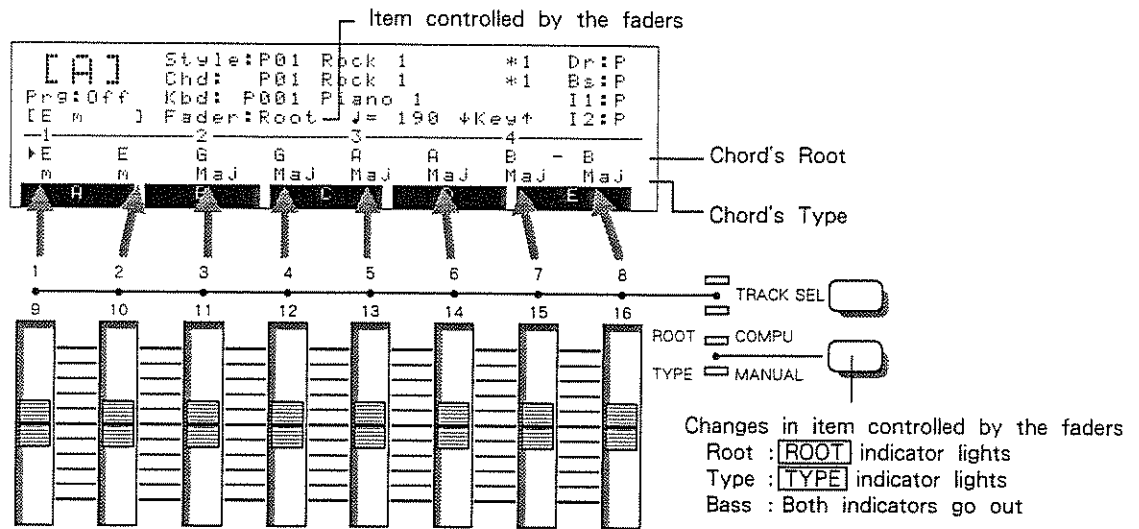 Item controlled by the faders
[A] Style:P01 Rock 1 *1 Dr:P
Chd: P01 Rock 1 *1 Bs:P
Prg:Off Kbd: P001 Piano 1 I1:P
[E m ] Fader:Root ♩= 190 ↓Key↑ I2:P
1 2 3 4
▶E E G G A A B - B
m m Maj Maj Maj Maj Maj Maj
A E
Chord's Root
Chord's Type
1 2 3 4 5 6 7 8
9 10 11 12 13 14 15 16
TRACK SEL
ROOT COMPU
TYPE MANUAL
Changes in item controlled by the faders
Root : ROOT indicator lights
Type : TYPE indicator lights
Bass : Both indicators go out